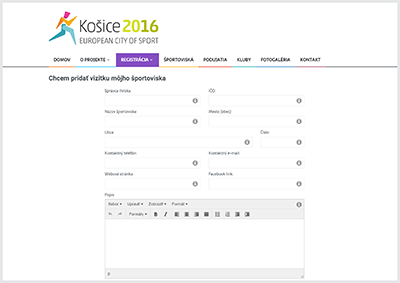 Košice 2016
EUROPEAN CITY OF SPORT
DOMOV O PROJEKTE REGISTRÁCIA ŠPORTOVISKÁ PODUJATIA KLUBY FOTOGALÉRIA KONTAKT
Chcem pridať vizitku môjho športoviska
Správca ihriska IČO
Názov športoviska Mesto (obec)
Ulica Číslo
Kontaktný telefón Kontaktný e-mail
Webová stránka Facebook link
Popis
Súbor Upraviť Zobraziť Formát
Formáty B I
p